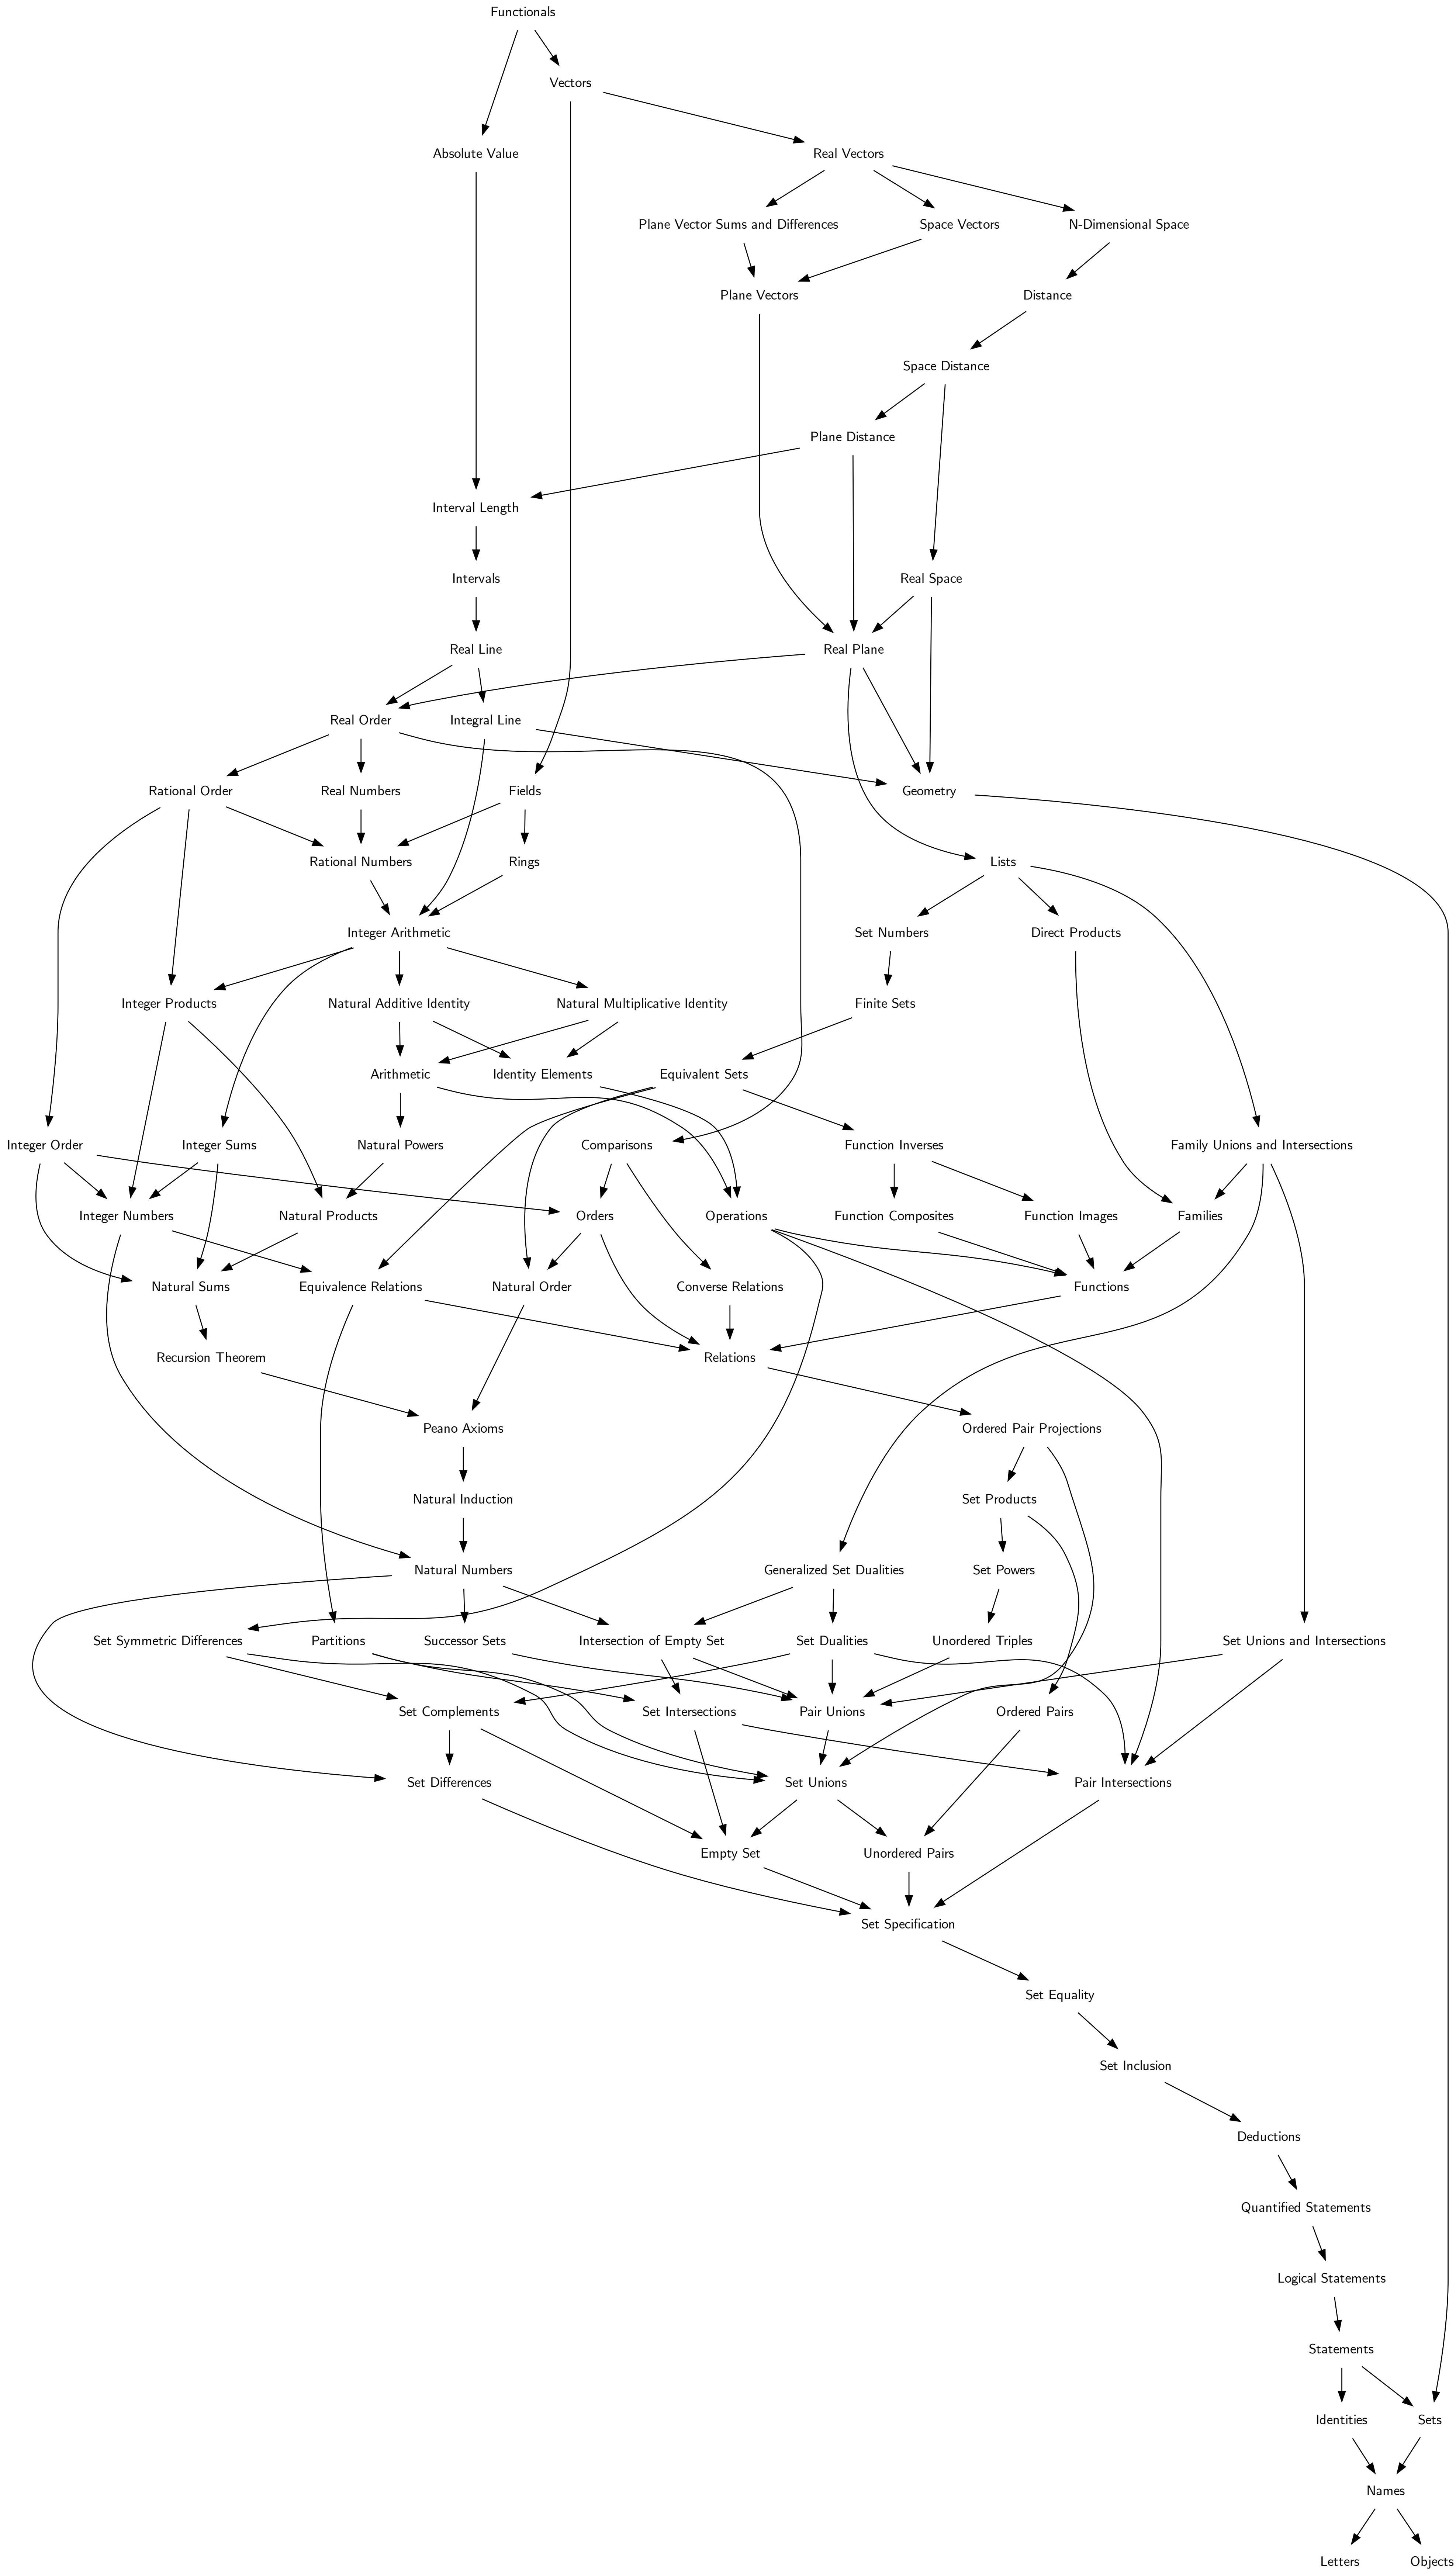 Functionals
Vectors
Absolute Value
Real Vectors
Plane Vector Sums and Differences
Space Vectors
N-Dimensional Space
Plane Vectors
Distance
Space Distance
Plane Distance
Interval Length
Intervals
Real Space
Real Line
Real Plane
Real Order
Integral Line
Rational Order
Real Numbers
Fields
Geometry
Rational Numbers
Rings
Lists
Integer Arithmetic
Set Numbers
Direct Products
Integer Products
Natural Additive Identity
Natural Multiplicative Identity
Finite Sets
Arithmetic
Identity Elements
Equivalent Sets
Integer Order
Integer Sums
Natural Powers
Comparisons
Function Inverses
Family Unions and Intersections
Integer Numbers
Natural Products
Orders
Operations
Function Composites
Function Images
Families
Natural Sums
Equivalence Relations
Natural Order
Converse Relations
Functions
Recursion Theorem
Relations
Peano Axioms
Ordered Pair Projections
Natural Induction
Set Products
Natural Numbers
Generalized Set Dualities
Set Powers
Set Symmetric Differences
Partitions
Successor Sets
Intersection of Empty Set
Set Dualities
Unordered Triples
Set Unions and Intersections
Set Complements
Set Intersections
Pair Unions
Ordered Pairs
Set Differences
Set Unions
Pair Intersections
Empty Set
Unordered Pairs
Set Specification
Set Equality
Set Inclusion
Deductions
Quantified Statements
Logical Statements
Statements
Identities
Sets
Names
Letters
Objects